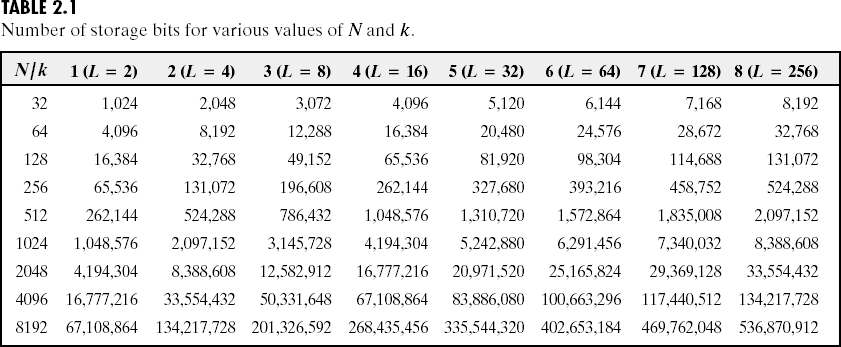 TABLE 2.1
Number of storage bits for various values of N and k.
N/k 1 (L = 2) 2 (L = 4) 3 (L = 8) 4 (L = 16) 5 (L = 32) 6 (L = 64) 7 (L = 128) 8 (L = 256)
32 1,024 2,048 3,072 4,096 5,120 6,144 7,168 8,192
64 4,096 8,192 12,288 16,384 20,480 24,576 28,672 32,768
128 16,384 32,768 49,152 65,536 81,920 98,304 114,688 131,072
256 65,536 131,072 196,608 262,144 327,680 393,216 458,752 524,288
512 262,144 524,288 786,432 1,048,576 1,310,720 1,572,864 1,835,008 2,097,152
1024 1,048,576 2,097,152 3,145,728 4,194,304 5,242,880 6,291,456 7,340,032 8,388,608
2048 4,194,304 8,388,608 12,582,912 16,777,216 20,971,520 25,165,824 29,369,128 33,554,432
4096 16,777,216 33,554,432 50,331,648 67,108,864 83,886,080 100,663,296 117,440,512 134,217,728
8192 67,108,864 134,217,728 201,326,592 268,435,456 335,544,320 402,653,184 469,762,048 536,870,912